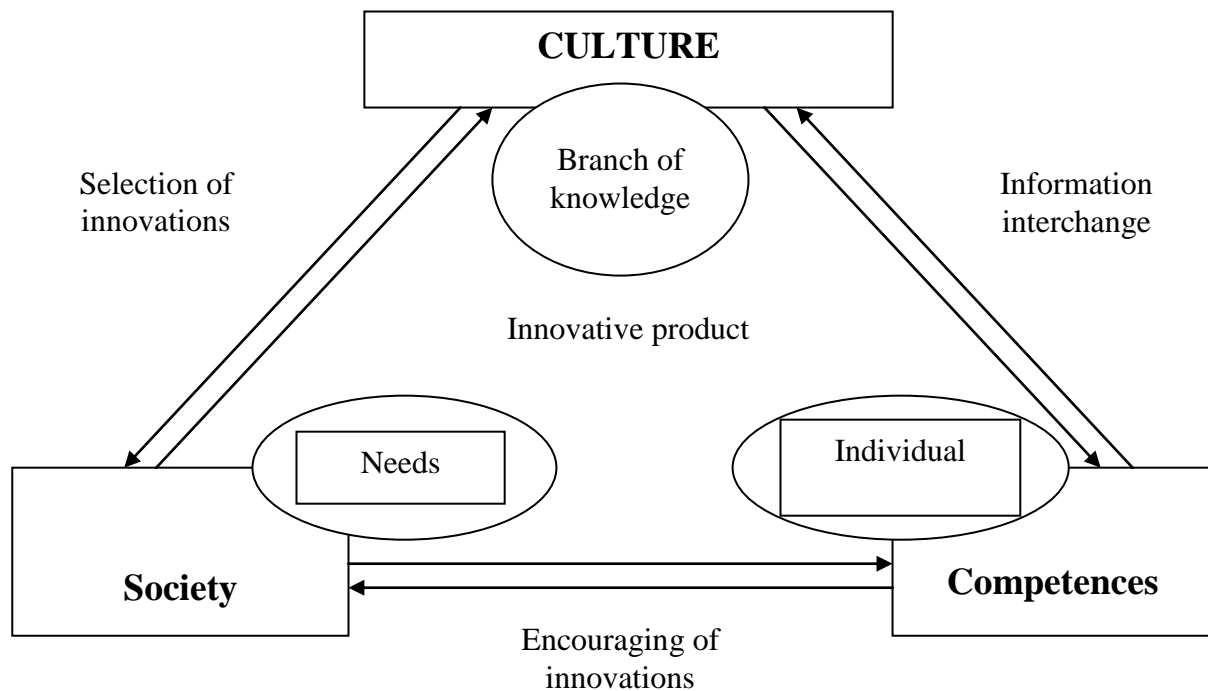 CULTURE
Branch of
knowledge
Selection of
innovations
Information
interchange
Innovative product
Needs
Individual
Society
Competences
Encouraging of
innovations